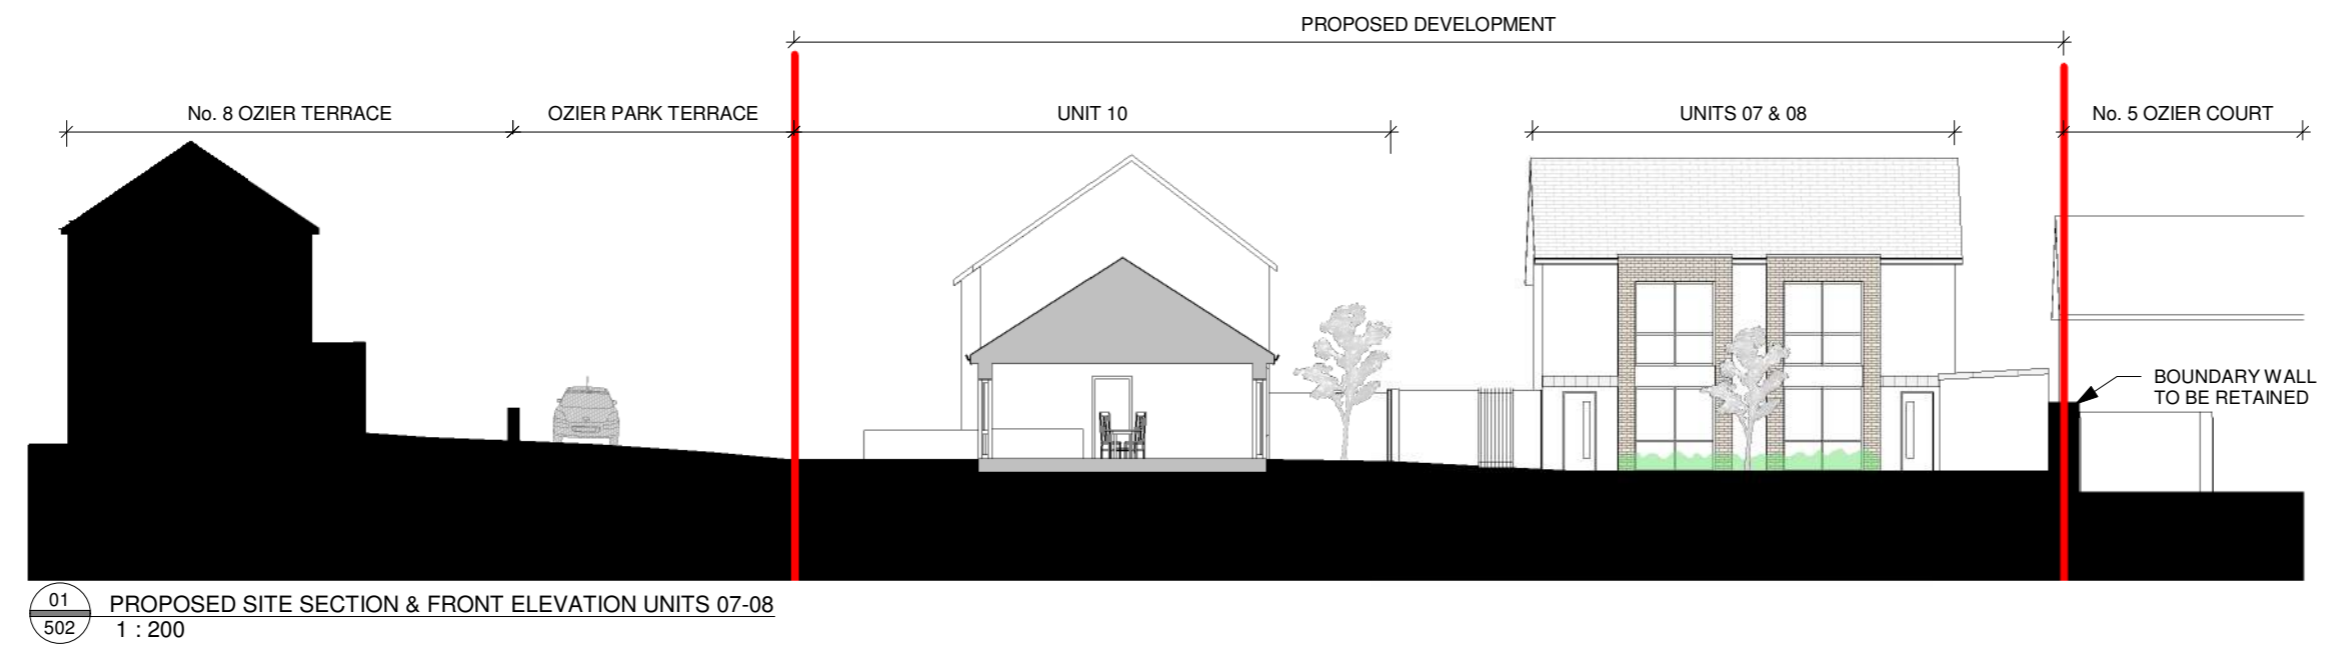 PROPOSED DEVELOPMENT
No. 8 OZIER TERRACE
OZIER PARK TERRACE
UNIT 10
UNITS 07 & 08
No. 5 OZIER COURT
BOUNDARY WALL
TO BE RETAINED
01
502
PROPOSED SITE SECTION & FRONT ELEVATION UNITS 07-08
1 : 200